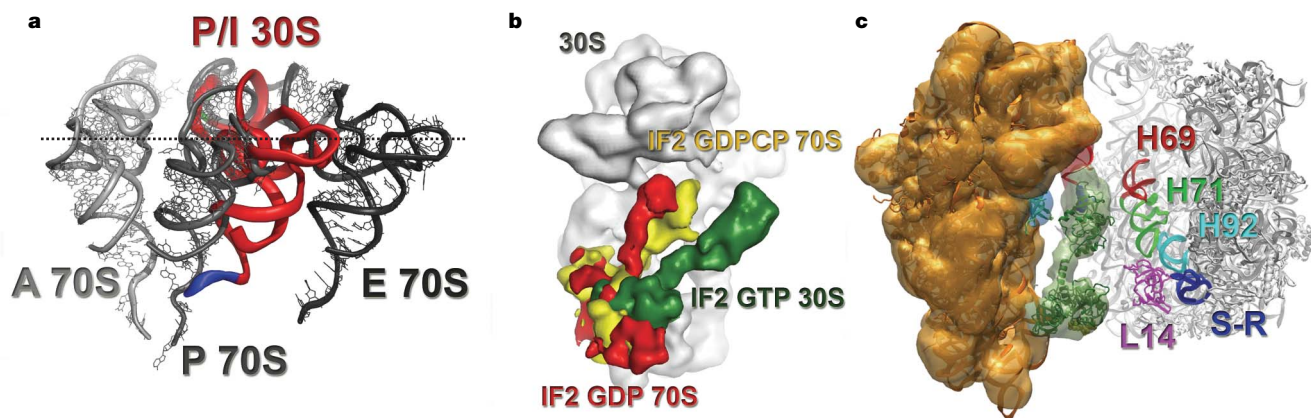 a
P/I 30S
A 70S
P 70S
E 70S
b
30S
IF2 GDPCP 70S
IF2 GTP 30S
IF2 GDP 70S
c
H69
H71
H92
L14
S-R